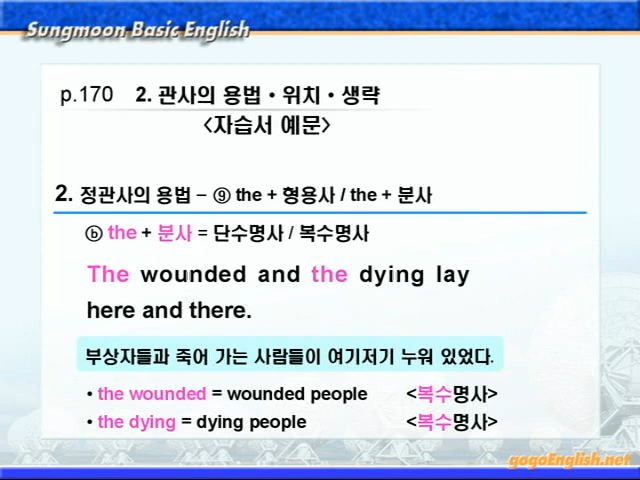 Sungmoon Basic English
p.170 2. 관사의 용법 • 위치 • 생략
<자습서 예문>
2. 정관사의 용법 – ⑨ the + 형용사 / the + 분사
ⓑ the + 분사 = 단수명사 / 복수명사
The wounded and the dying lay
here and there.
부상자들과 죽어 가는 사람들이 여기저기 누워 있었다.
• the wounded = wounded people <복수명사>
• the dying = dying people <복수명사>
gogoEnglish.net